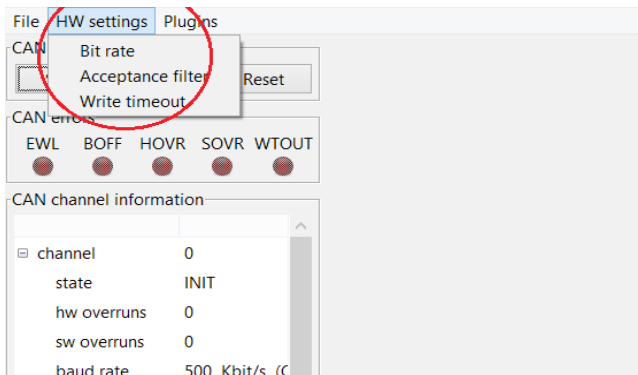 File HW settings Plugins
CAN
Bit rate
Acceptance filter
Reset
Write timeout
CAN errors
EWL BOFF HOVR SOVR WTOUT
CAN channel information
channel 0
state INIT
hw overruns 0
sw overruns 0
baud rate 500 Kbit/s (C